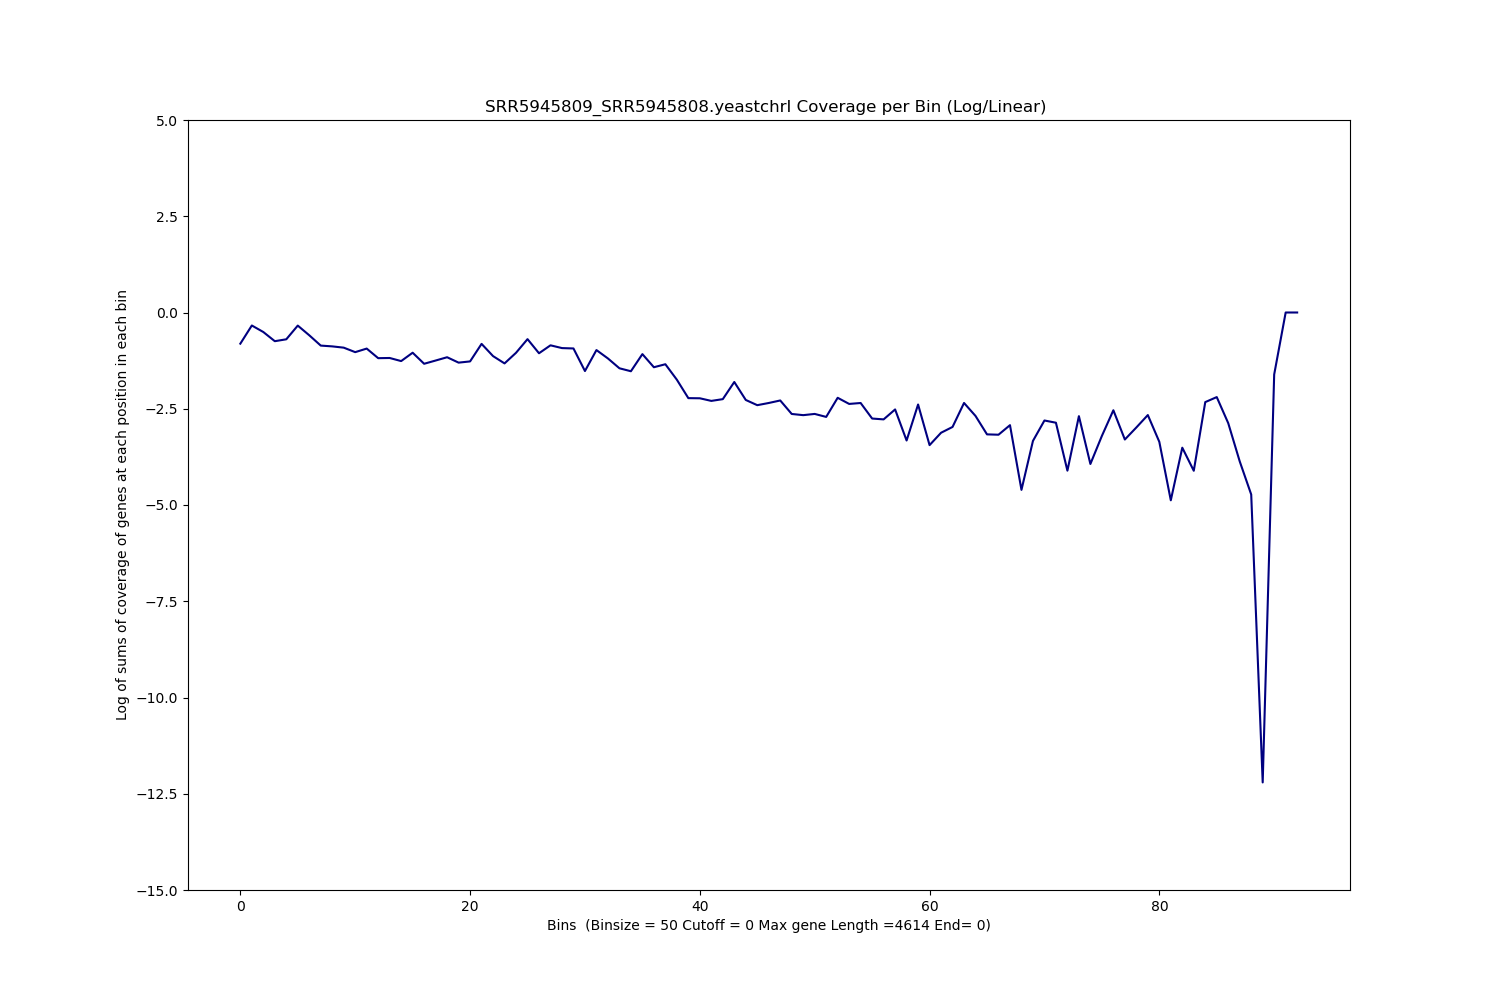 SRR5945809_SRR5945808.yeastchrI Coverage per Bin (Log/Linear)
Log of sums of coverage of genes at each position in each bin
5.0
2.5
0.0
−2.5
−5.0
−7.5
−10.0
−12.5
−15.0
0 20 40 60 80
Bins  (Binsize = 50 Cutoff = 0 Max gene Length =4614 End= 0)